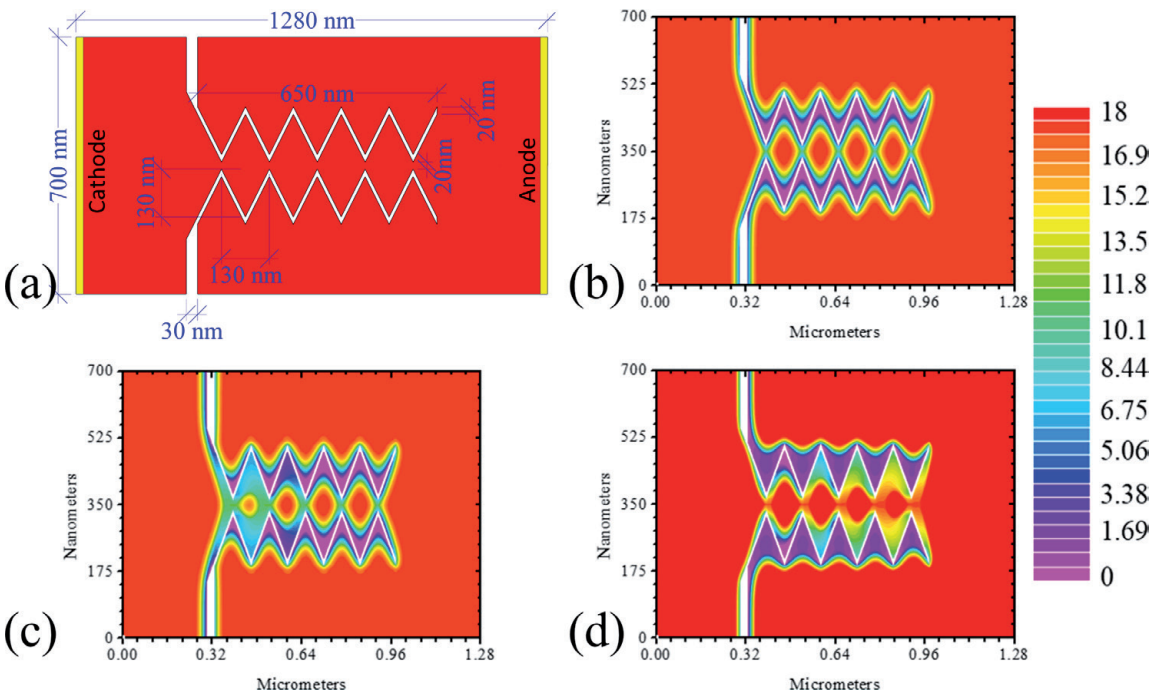 1280 nm
650 nm
20 nm
20nm
700 nm
Cathode
Anode
130 nm
130 nm
30 nm
(a)
700
525
350
175
0
Nanometers
0.00 0.32 0.64 0.96 1.28
Micrometers
(b)
18
16.9
15.2
13.5
11.8
10.1
8.44
6.75
5.06
3.38
1.69
0
700
525
350
175
0
Nanometers
0.00 0.32 0.64 0.96 1.28
Micrometers
(c)
700
525
350
175
0
Nanometers
0.00 0.32 0.64 0.96 1.28
Micrometers
(d)